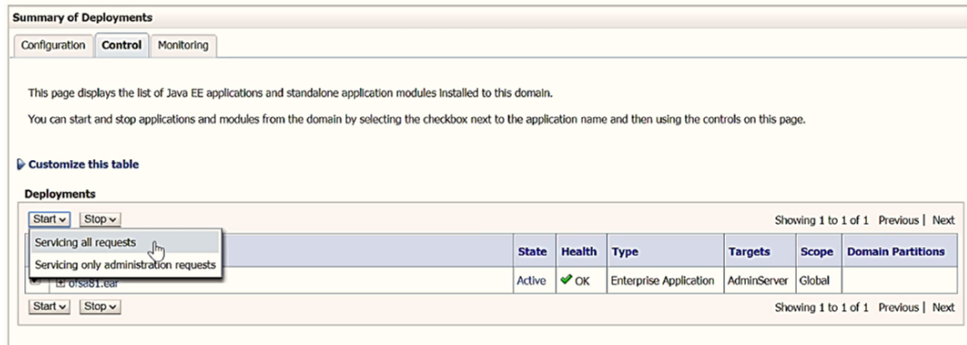 Summary of Deployments
Configuration Control Monitoring
This page displays the list of Java EE applications and standalone application modules installed to this domain.
You can start and stop applications and modules from the domain by selecting the checkbox next to the application name and then using the controls on this page.
Customize this table
Deployments
Start Stop Showing 1 to 1 of 1 Previous | Next
Servicing all requests
Servicing only administration requests
State Health Type Targets Scope Domain Partitions
ofsa81.ear Active OK Enterprise Application AdminServer Global
Start Stop Showing 1 to 1 of 1 Previous | Next